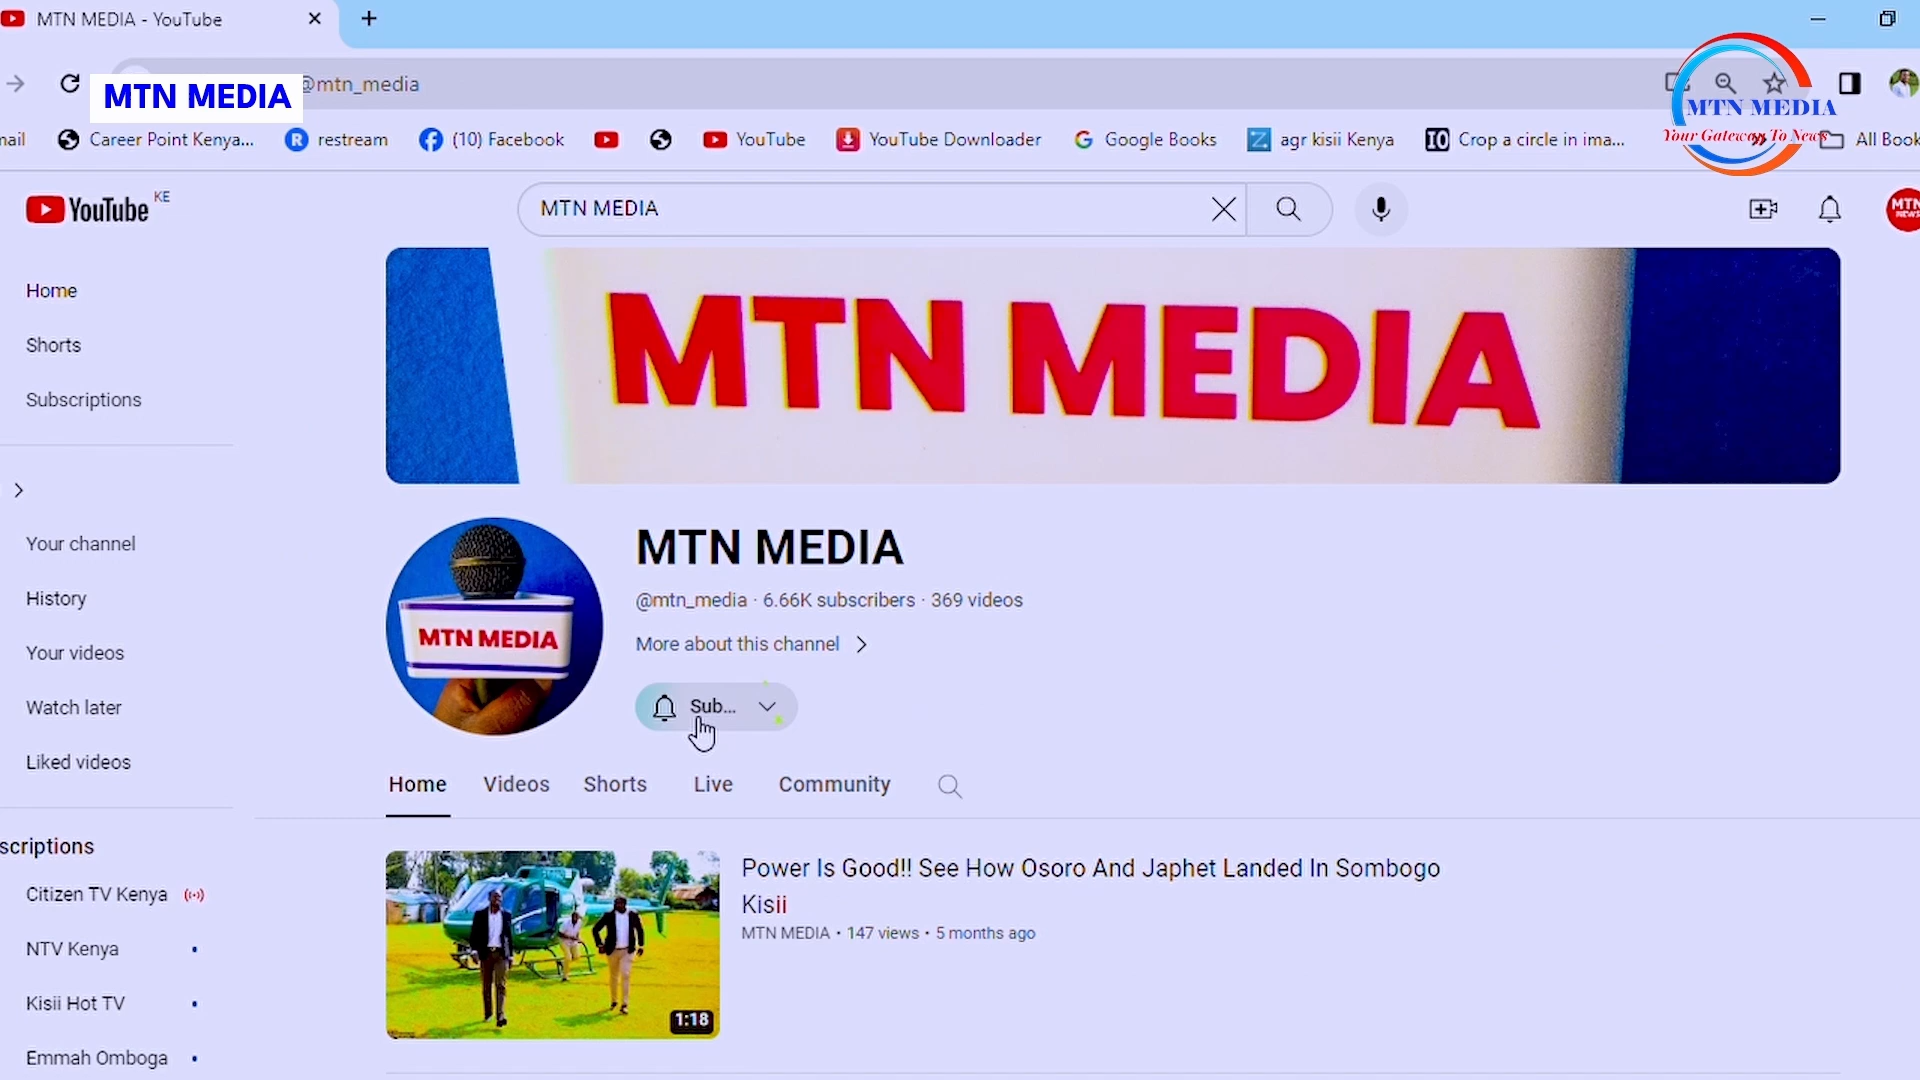 MTN MEDIA - YouTube
MTN MEDIA
@mtn_media
MTN MEDIA
Your Gateway To News
mail
Career Point Kenya...
restream
(10) Facebook
YouTube
YouTube Downloader
Google Books
agr kisii Kenya
Crop a circle in ima...
All Book
YouTube KE
MTN MEDIA
MTN
NEWS
Home
Shorts
Subscriptions
Your channel
History
Your videos
Watch later
Liked videos
scriptions
Citizen TV Kenya
NTV Kenya
Kisii Hot TV
Emmah Omboga
MTN MEDIA
MTN MEDIA
MTN MEDIA
@mtn_media · 6.66K subscribers · 369 videos
More about this channel
Sub...
Home Videos Shorts Live Community
1:18
Power Is Good!! See How Osoro And Japhet Landed In Sombogo
Kisii
MTN MEDIA • 147 views • 5 months ago